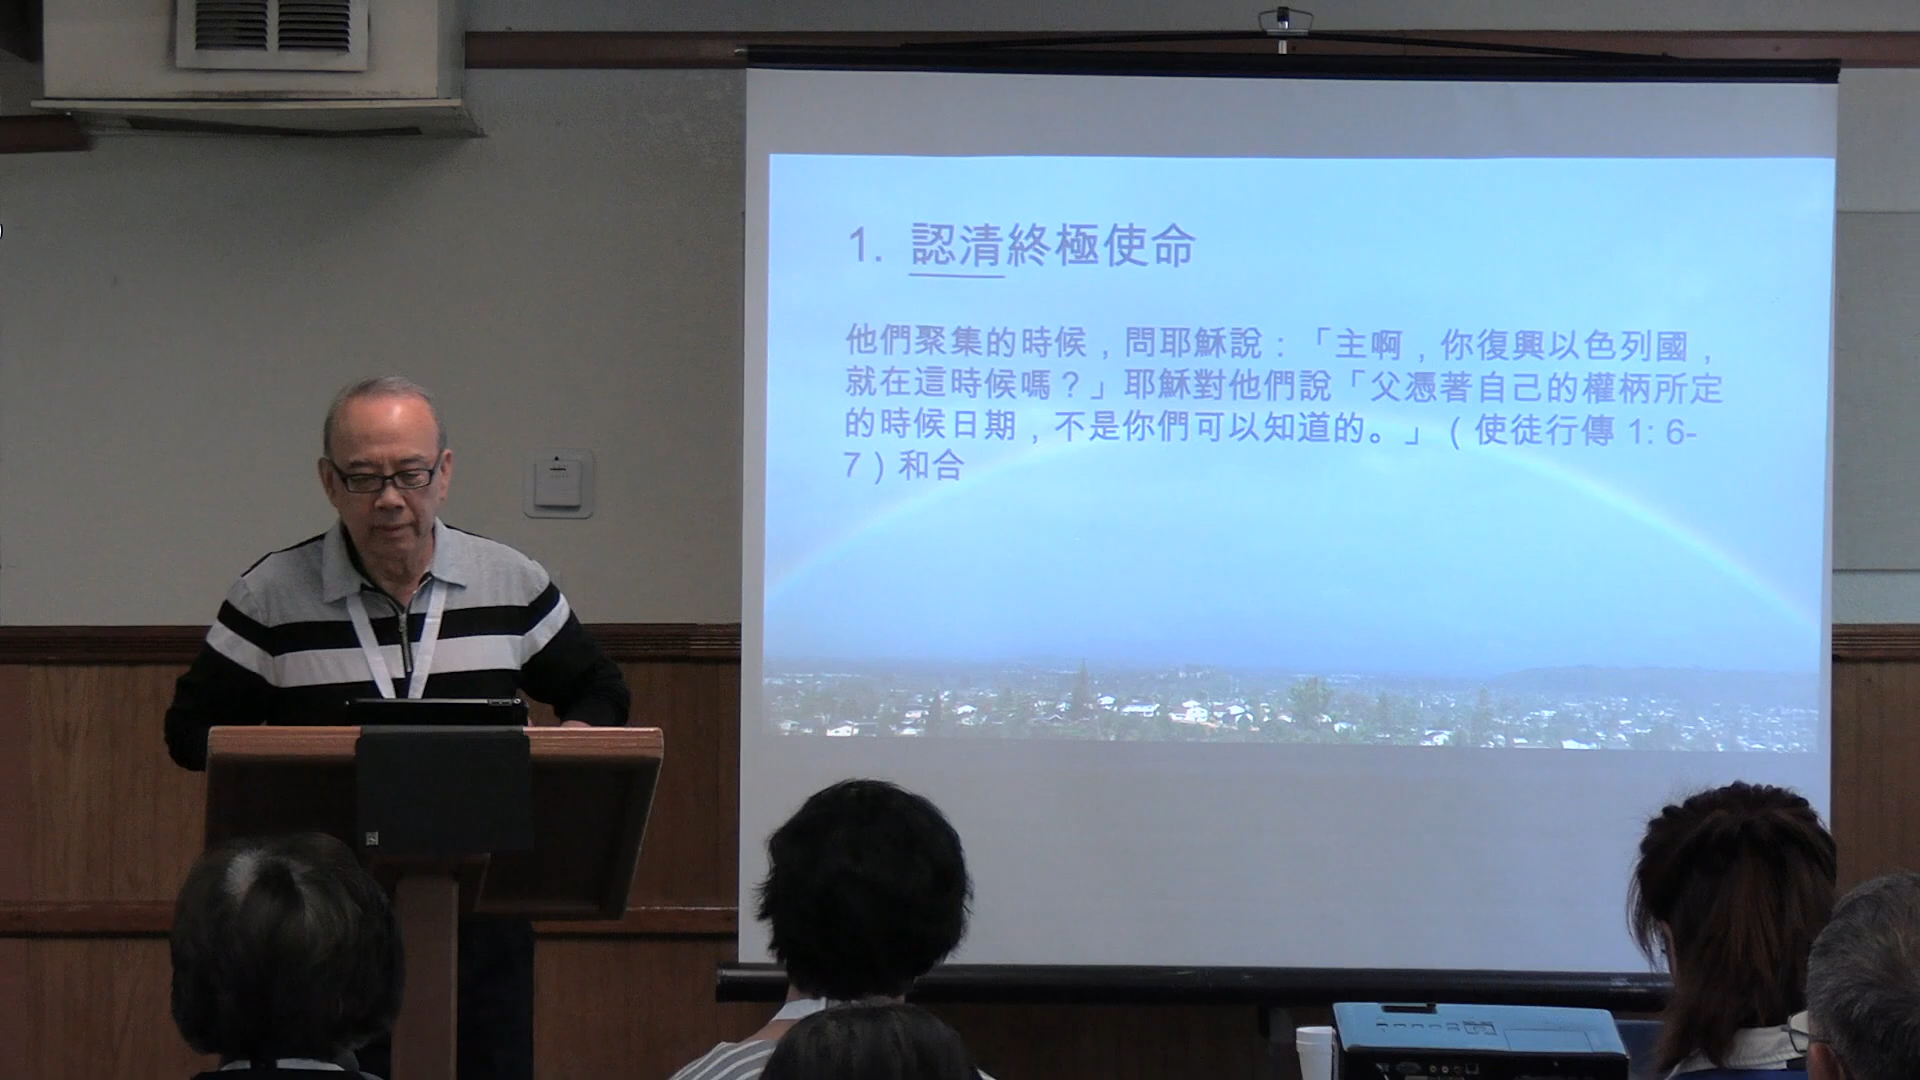 1. 認清終極使命
他們聚集的時候，問耶穌說：「主啊，你復興以色列國，
就在這時候嗎？」耶穌對他們說「父憑著自己的權柄所定
的時候日期，不是你們可以知道的。」（使徒行傳 1: 6-
7）和合